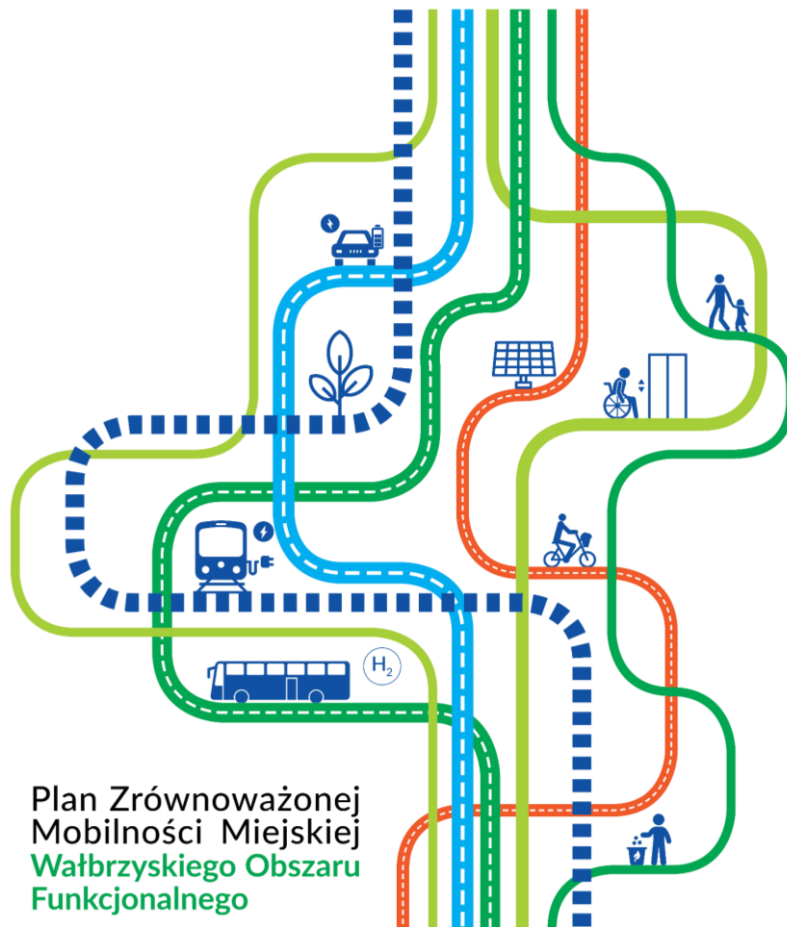 H₂
Plan Zrównoważonej
Mobilności Miejskiej
Wałbrzyskiego Obszaru
Funkcjonalnego